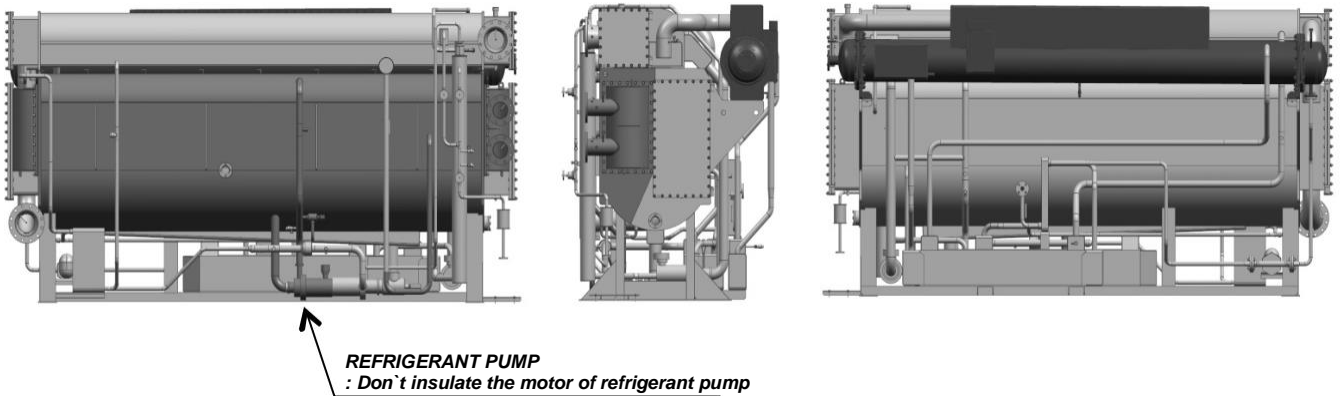 REFRIGERANT PUMP
: Don`t insulate the motor of refrigerant pump